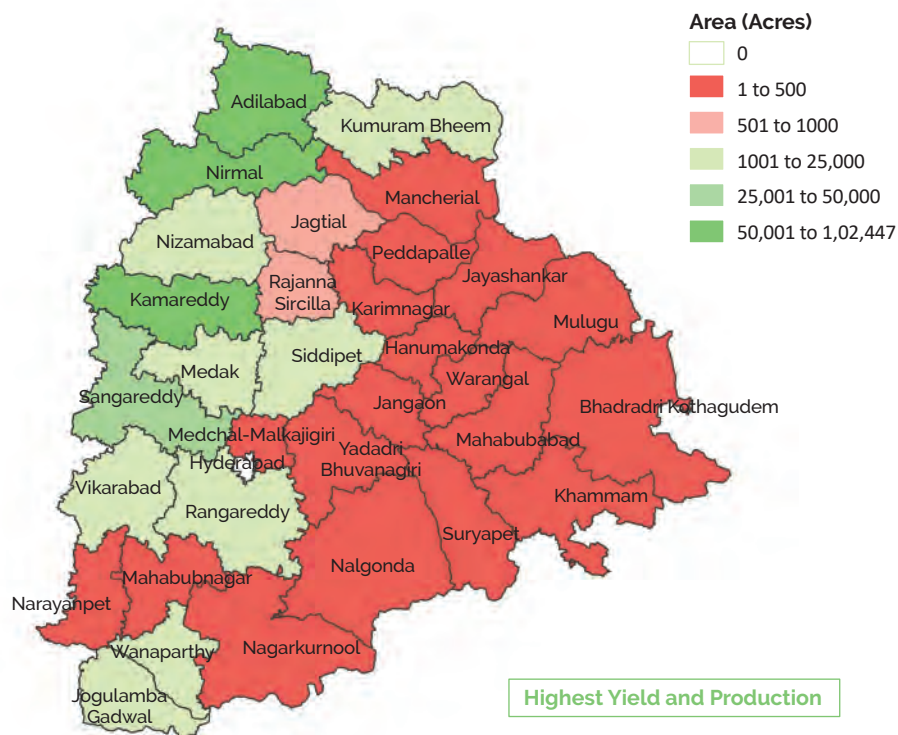 Area (Acres)
0
1 to 500
501 to 1000
1001 to 25,000
25,001 to 50,000
50,001 to 1,02,447
Adilabad
Kumuram Bheem
Nirmal
Mancherial
Jagtial
Nizamabad
Peddapalle
Jayashankar
Rajanna
Sircilla
Kamareddy
Karimnagar
Mulugu
Hanumakonda
Siddipet
Medak
Warangal
Sangareddy
Jangaon
Bhadradri Kothagudem
Medchal-Malkajigiri
Mahabubabad
Yadadri
Bhuvanagiri
Hyderapad
Vikarabad
Khammam
Rangareddy
Suryapet
Nalgonda
Mahabubnagar
Narayanpet
Nagarkurnool
Wanaparthy
Jogulamba
Gadwal
Highest Yield and Production